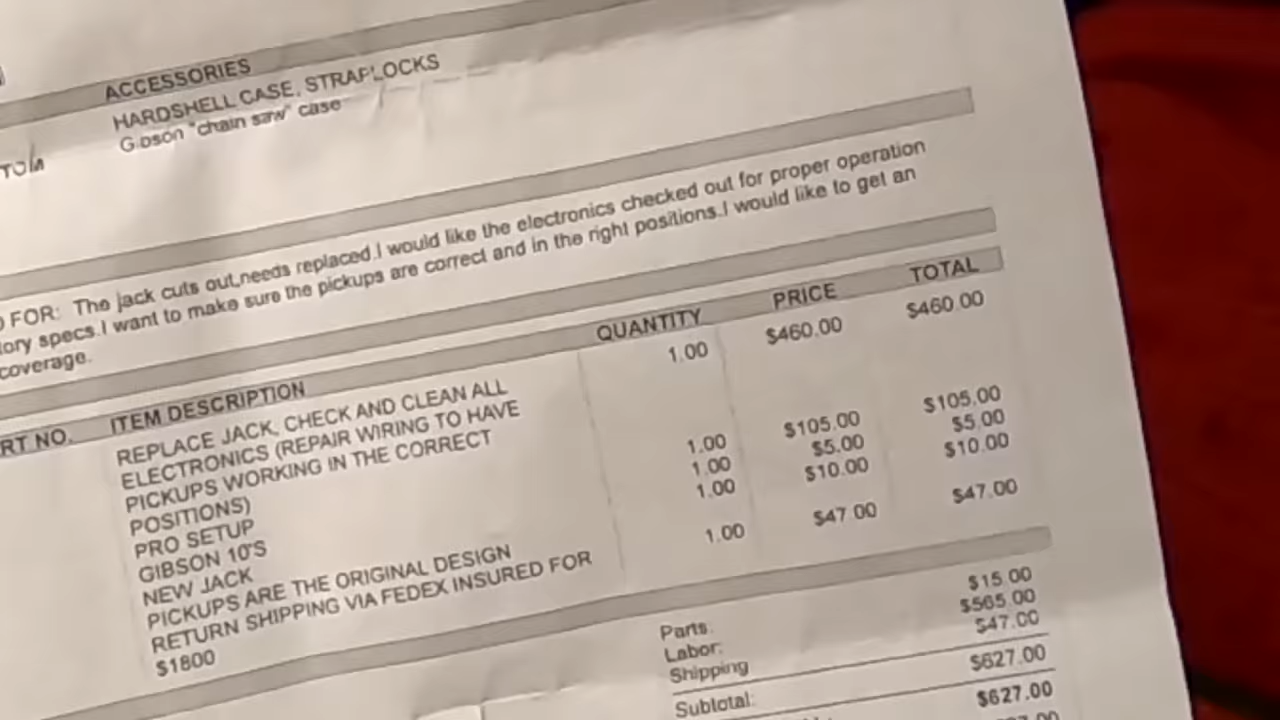 ACCESSORIES
HARDSHELL CASE, STRAPLOCKS
Gibson "chain saw" case
TOM
FOR: The jack cuts out,needs replaced.I would like the electronics checked out for proper operation
tory specs.I want to make sure the pickups are correct and in the right positions.I would like to get an
coverage.
RT NO. ITEM DESCRIPTION QUANTITY PRICE TOTAL
REPLACE JACK, CHECK AND CLEAN ALL 1.00 $460.00 $460.00
ELECTRONICS (REPAIR WIRING TO HAVE
PICKUPS WORKING IN THE CORRECT
POSITIONS)
PRO SETUP 1.00 $105.00 $105.00
GIBSON 10'S 1.00 $5.00 $5.00
NEW JACK 1.00 $10.00 $10.00
PICKUPS ARE THE ORIGINAL DESIGN
RETURN SHIPPING VIA FEDEX INSURED FOR 1.00 $47.00 $47.00
$1800
Parts: $15.00
Labor: $565.00
Shipping $47.00
Subtotal: $627.00
$627.00